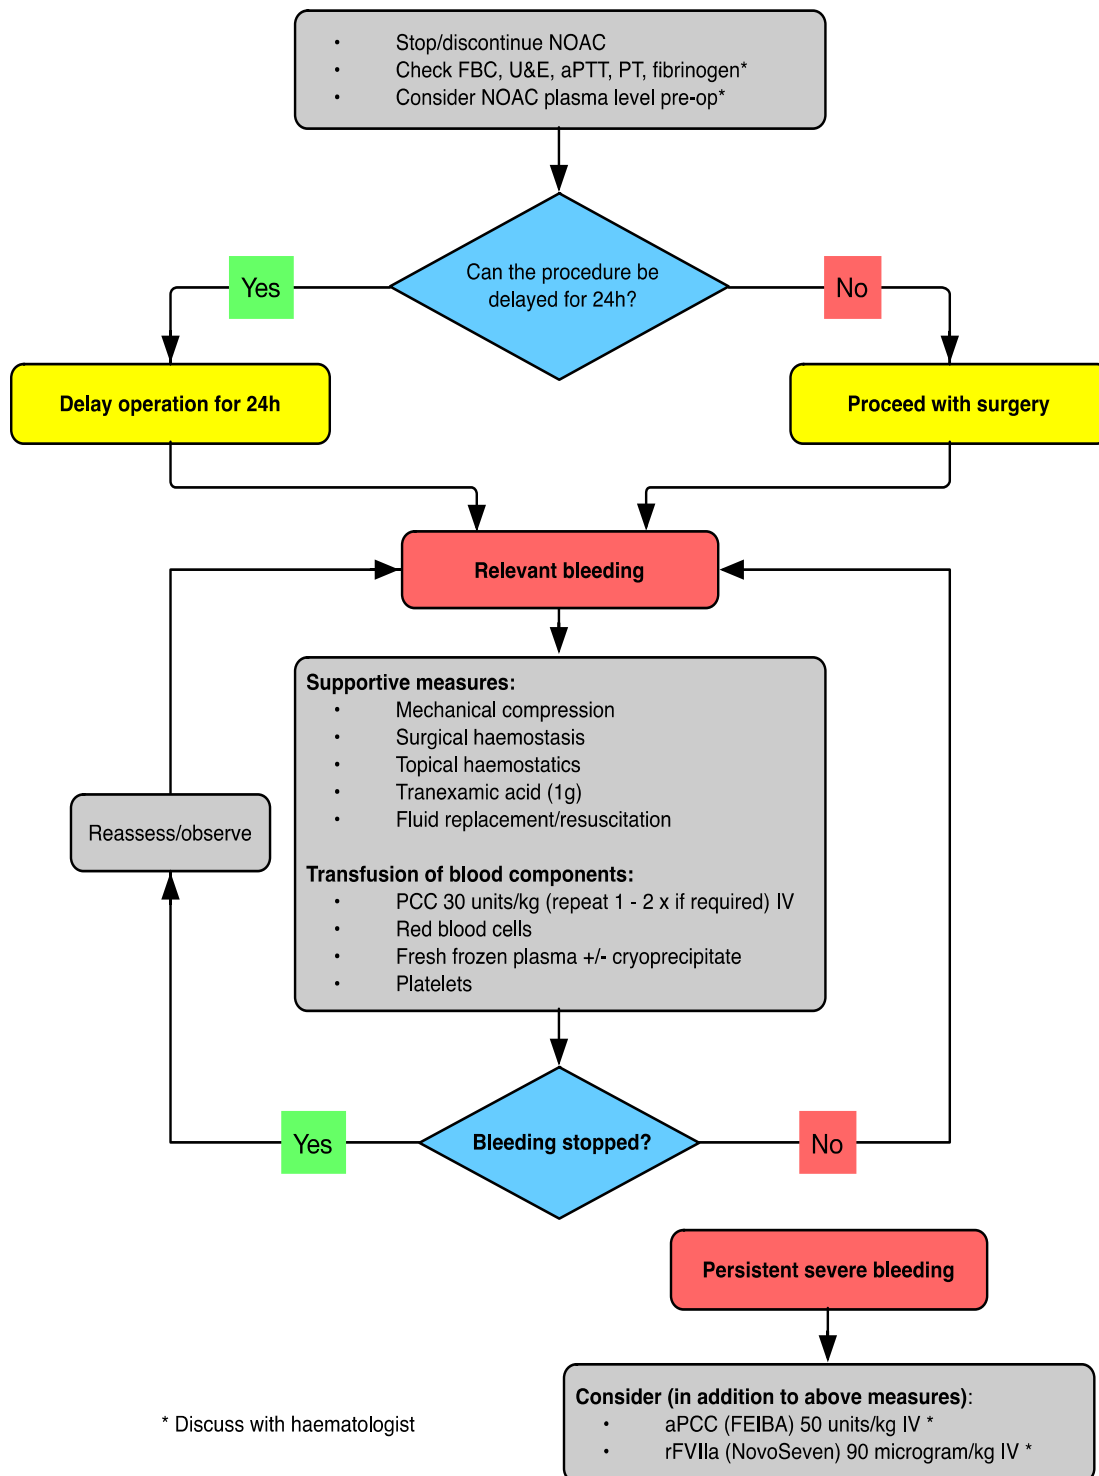 · Stop/discontinue NOAC
· Check FBC, U&E, aPTT, PT, fibrinogen*
· Consider NOAC plasma level pre-op*
Can the procedure be
delayed for 24h?
Yes
No
Delay operation for 24h
Proceed with surgery
Relevant bleeding
Supportive measures:
· Mechanical compression
· Surgical haemostasis
· Topical haemostatics
· Tranexamic acid (1g)
· Fluid replacement/resuscitation
Transfusion of blood components:
· PCC 30 units/kg (repeat 1 - 2 x if required) IV
· Red blood cells
· Fresh frozen plasma +/- cryoprecipitate
· Platelets
Reassess/observe
Bleeding stopped?
Yes
No
Persistent severe bleeding
Consider (in addition to above measures):
· aPCC (FEIBA) 50 units/kg IV *
· rFVIIa (NovoSeven) 90 microgram/kg IV *
* Discuss with haematologist